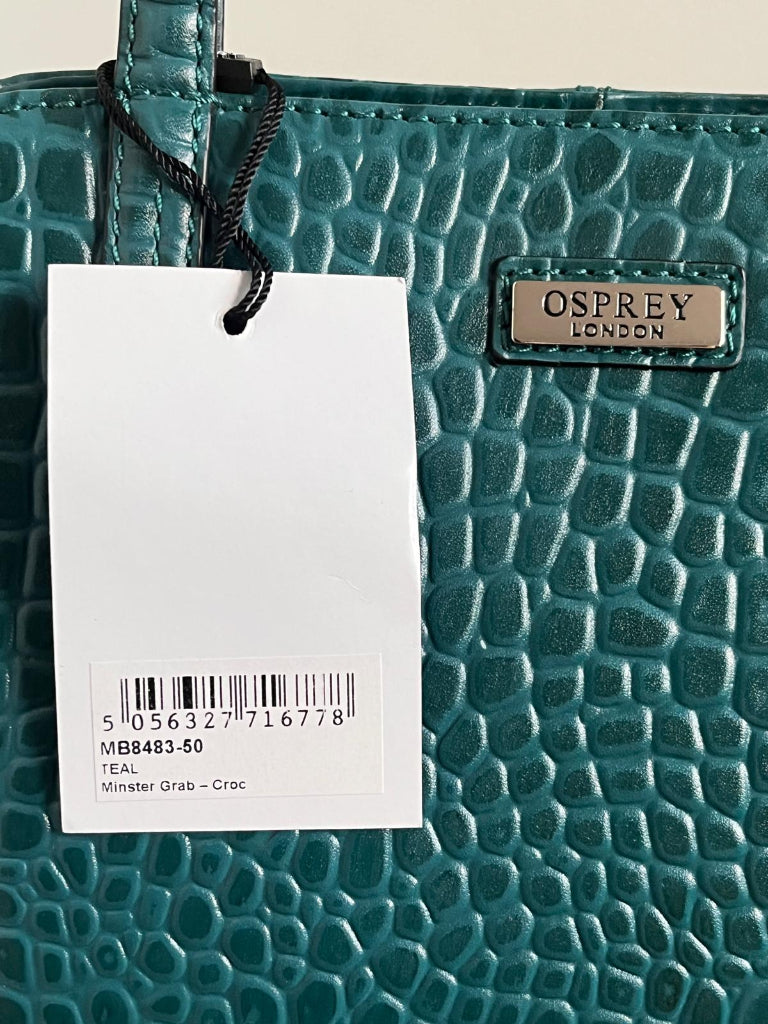 OSPREY
LONDON
5 056327 716778
MB8483-50
TEAL
Minster Grab – Croc